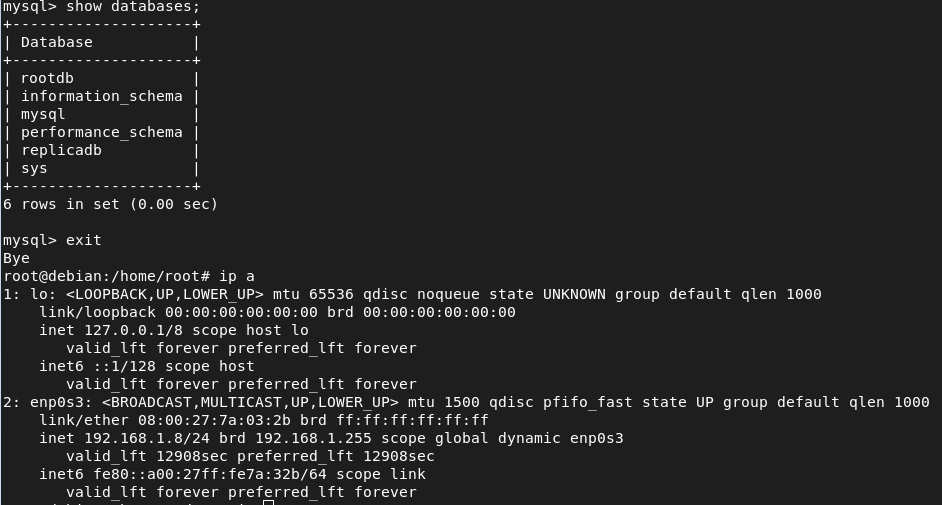 mysql> show databases;
+--------------------+
| Database           |
+--------------------+
| rootdb             |
| information_schema |
| mysql              |
| performance_schema |
| replicadb          |
| sys                |
+--------------------+
6 rows in set (0.00 sec)
mysql> exit
Bye
root@debian:/home/root# ip a
1: lo: <LOOPBACK,UP,LOWER_UP> mtu 65536 qdisc noqueue state UNKNOWN group default qlen 1000
    link/loopback 00:00:00:00:00:00 brd 00:00:00:00:00:00
    inet 127.0.0.1/8 scope host lo
       valid_lft forever preferred_lft forever
    inet6 ::1/128 scope host
       valid_lft forever preferred_lft forever
2: enp0s3: <BROADCAST,MULTICAST,UP,LOWER_UP> mtu 1500 qdisc pfifo_fast state UP group default qlen 1000
    link/ether 08:00:27:7a:03:2b brd ff:ff:ff:ff:ff:ff
    inet 192.168.1.8/24 brd 192.168.1.255 scope global dynamic enp0s3
       valid_lft 12908sec preferred_lft 12908sec
    inet6 fe80::a00:27ff:fe7a:32b/64 scope link
       valid_lft forever preferred_lft forever